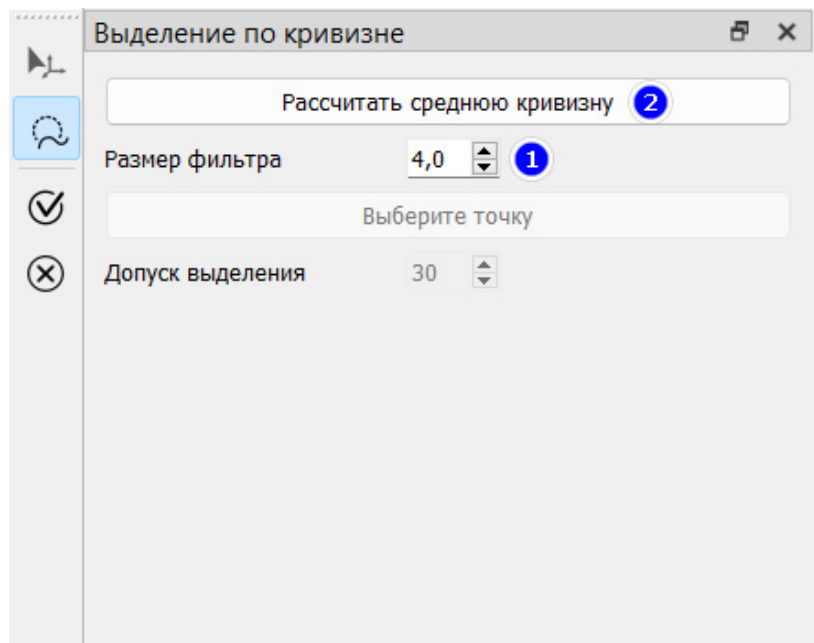 Выделение по кривизне
Рассчитать среднюю кривизну 2
Размер фильтра 4,0 1
Выберите точку
Допуск выделения 30